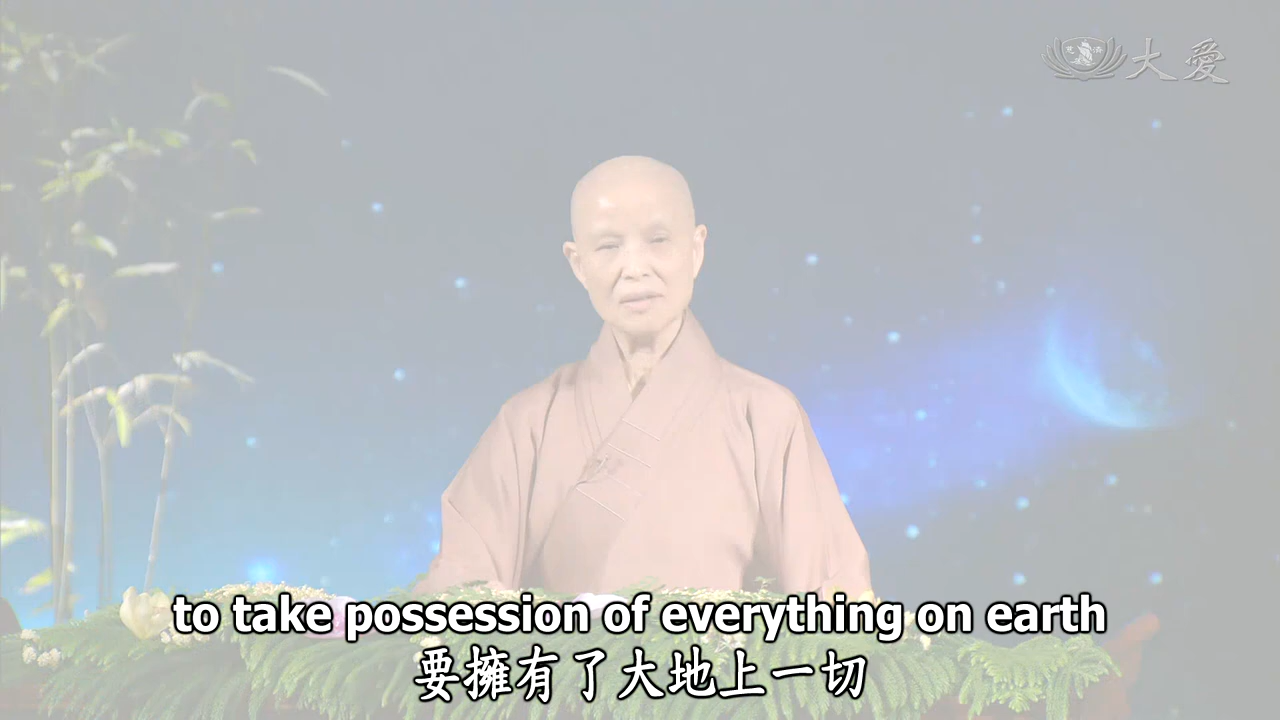 大愛
to take possession of everything on earth
要擁有了大地上一切